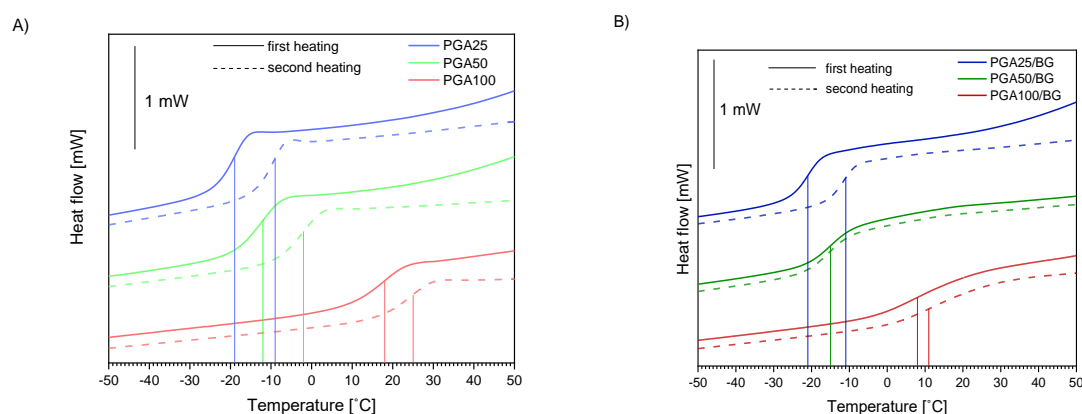 A)
first heating
second heating
PGA25
PGA50
PGA100
1 mW
Heat flow [mW]
-50 -40 -30 -20 -10 0 10 20 30 40 50
Temperature [˚C]
B)
first heating
second heating
PGA25/BG
PGA50/BG
PGA100/BG
1 mW
Heat flow [mW]
-50 -40 -30 -20 -10 0 10 20 30 40 50
Temperature [˚C]